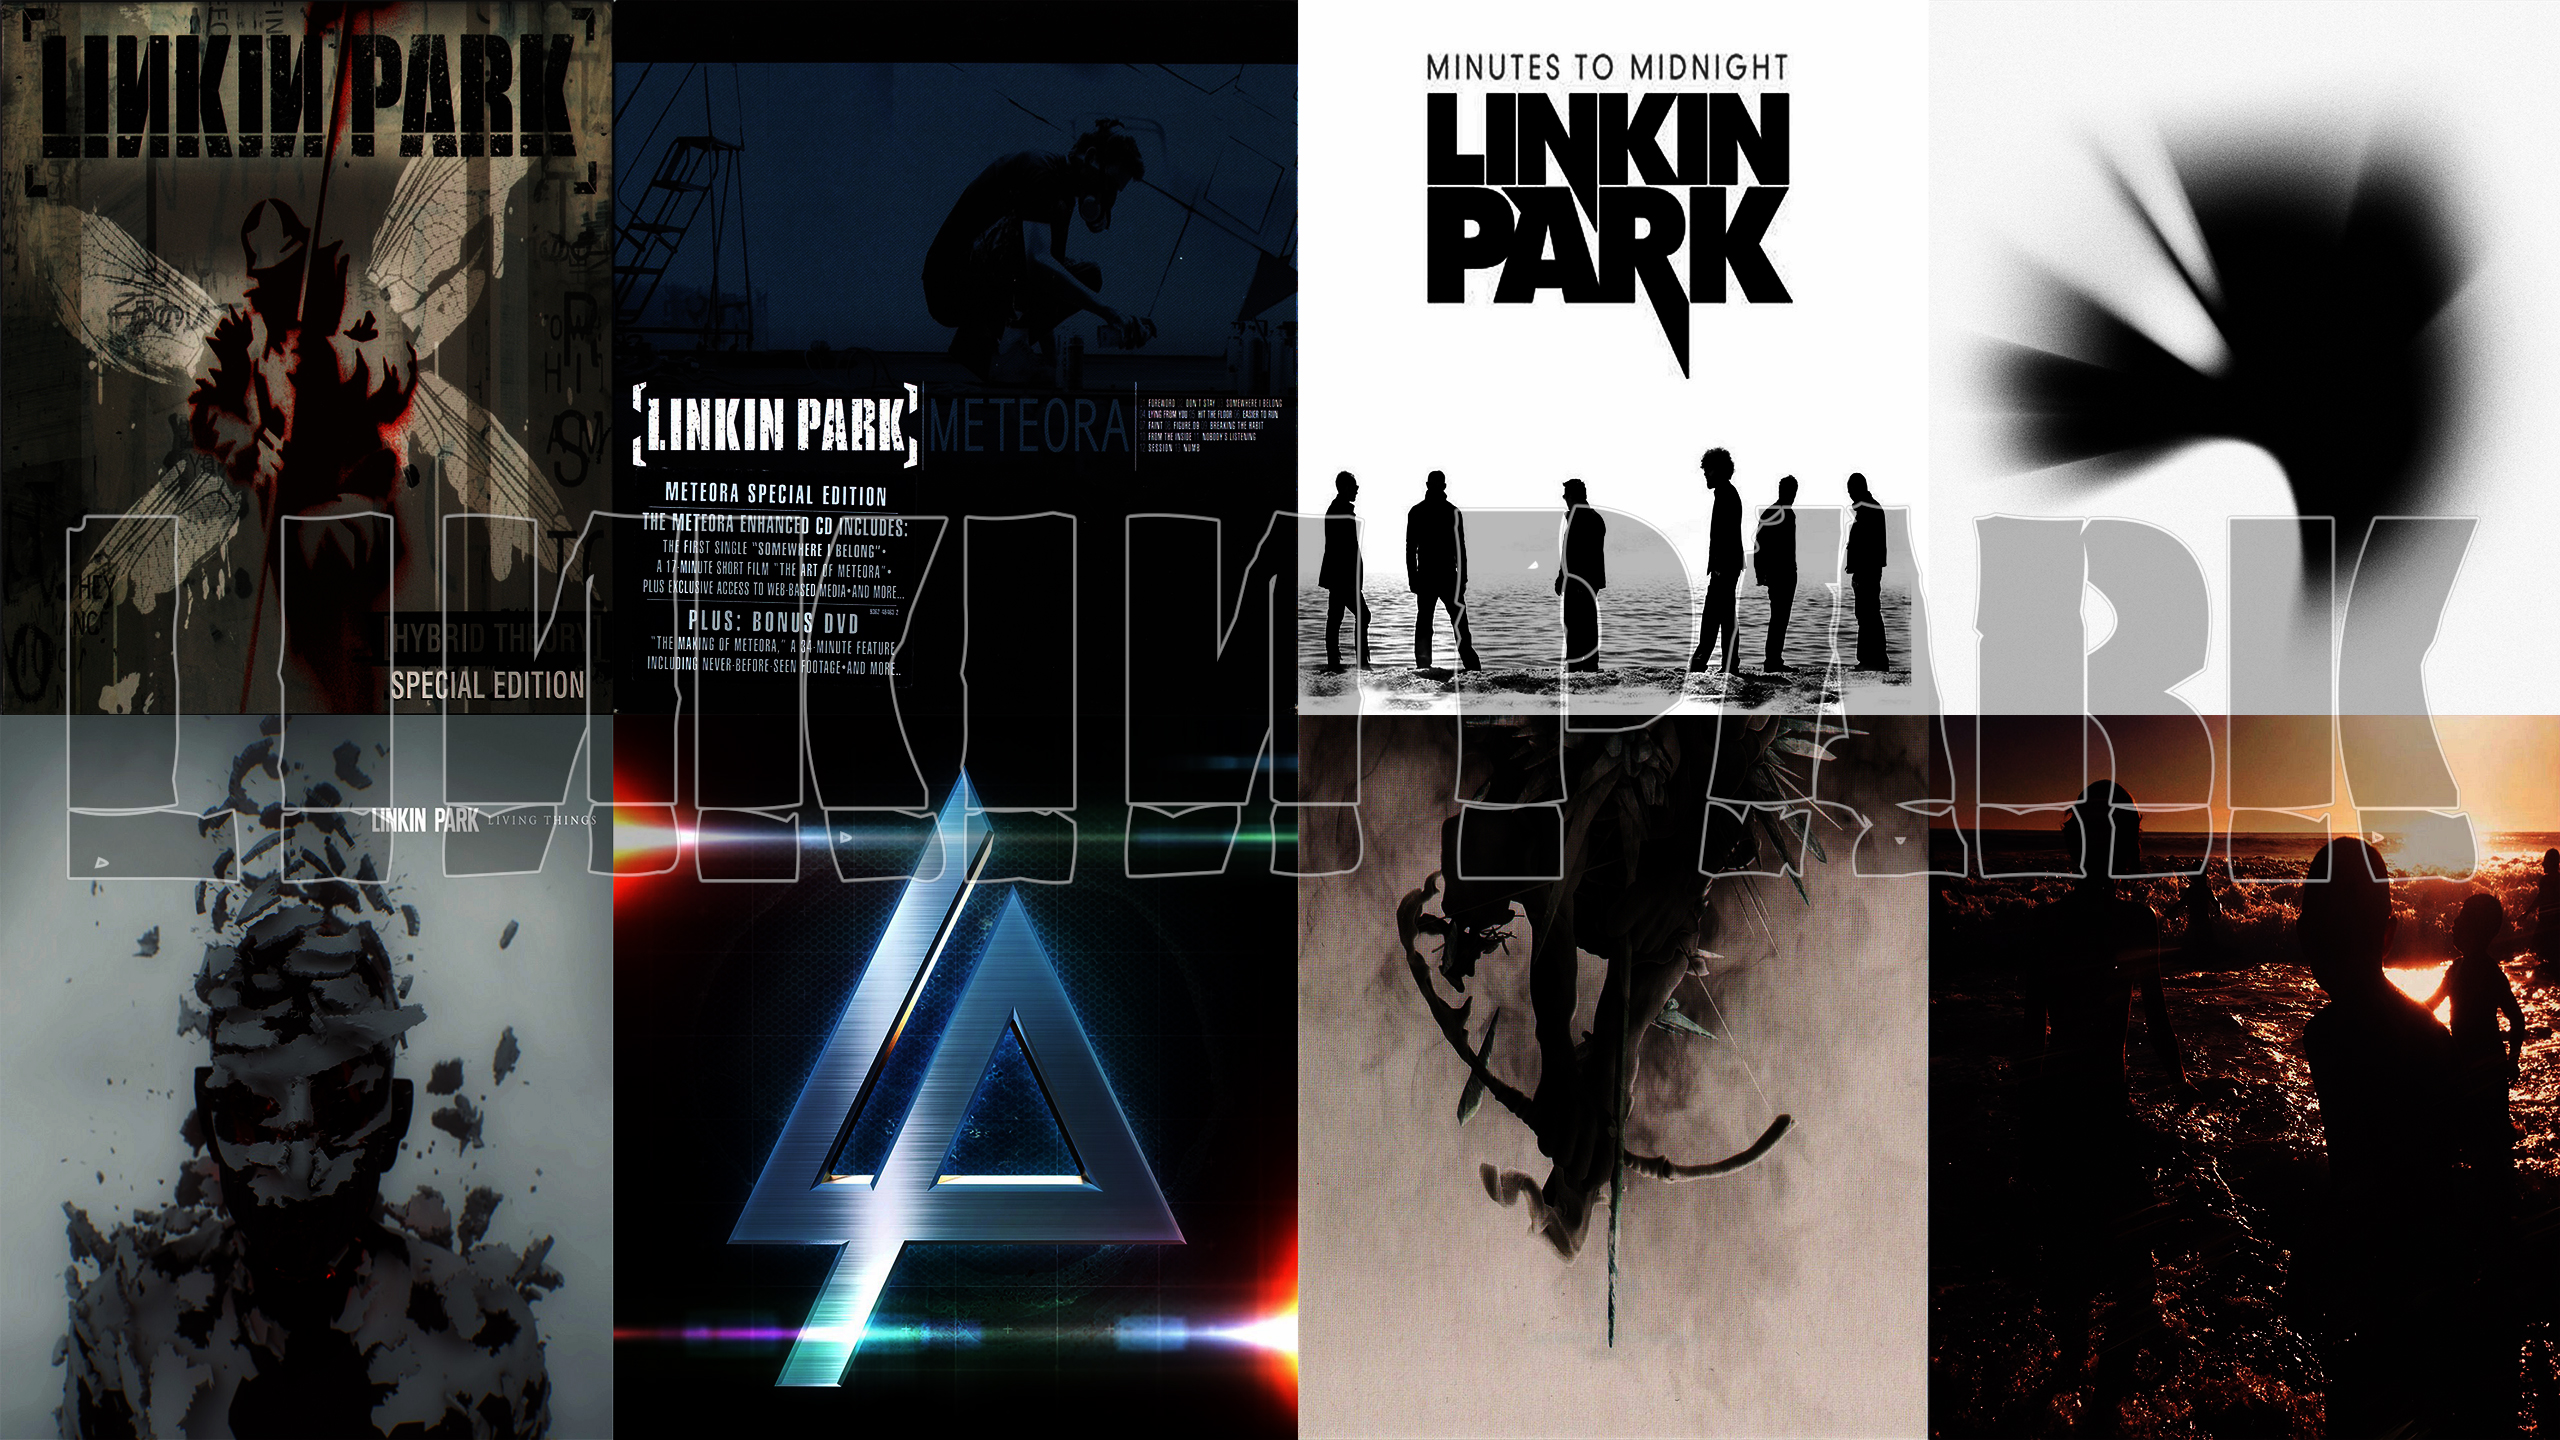 LINKIN PARK
[HYBRID THEORY]
SPECIAL EDITION
[LINKIN PARK]
METEORA
FOREWORD DON'T STAY SOMEWHERE I BELONG
LYING FROM YOU HIT THE FLOOR EASIER TO RUN
FAINT FIGURE.09 BREAKING THE HABIT
FROM THE INSIDE NOBODY'S LISTENING
SESSION NUMB
METEORA SPECIAL EDITION
THE METEORA ENHANCED CD INCLUDES:
THE FIRST SINGLE "SOMEWHERE I BELONG"•
A 17-MINUTE SHORT FILM "THE ART OF METEORA"•
PLUS EXCLUSIVE ACCESS TO WEB-BASED MEDIA•AND MORE...
PLUS: BONUS DVD
"THE MAKING OF METEORA," A 34-MINUTE FEATURE
INCLUDING NEVER-BEFORE-SEEN FOOTAGE•AND MORE..
MINUTES TO MIDNIGHT
LINKIN
PARK
LINKIN PARK
LINKIN PARK LIVING THINGS